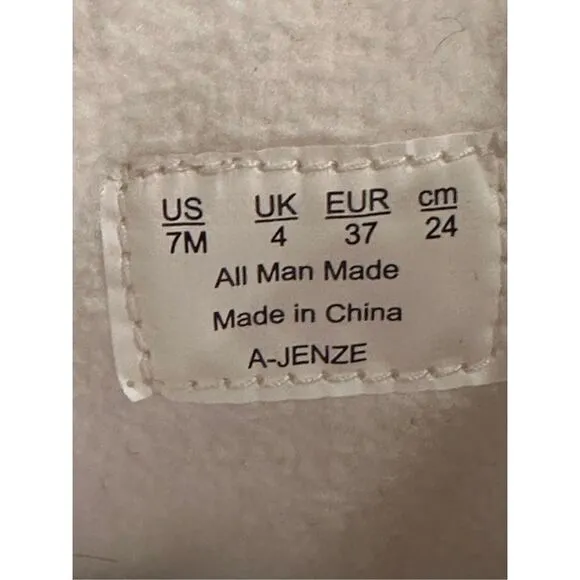 US UK EUR cm
7M 4 37 24
All Man Made
Made in China
A-JENZE